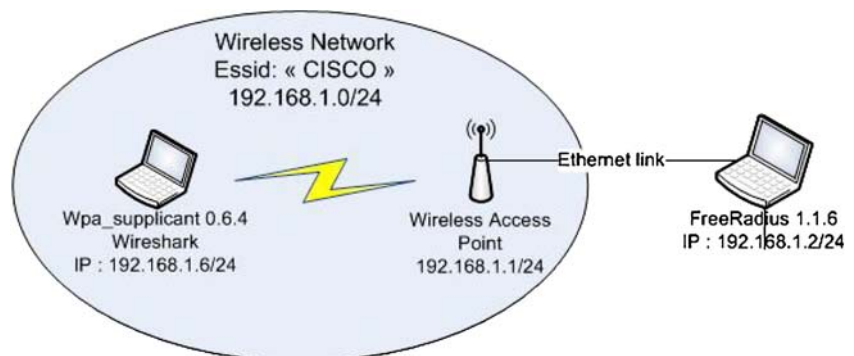 Wireless Network
Essid: « CISCO »
192.168.1.0/24
Ethernet link
Wpa_supplicant 0.6.4
Wireshark
IP : 192.168.1.6/24
Wireless Access
Point
192.168.1.1/24
FreeRadius 1.1.6
IP : 192.168.1.2/24